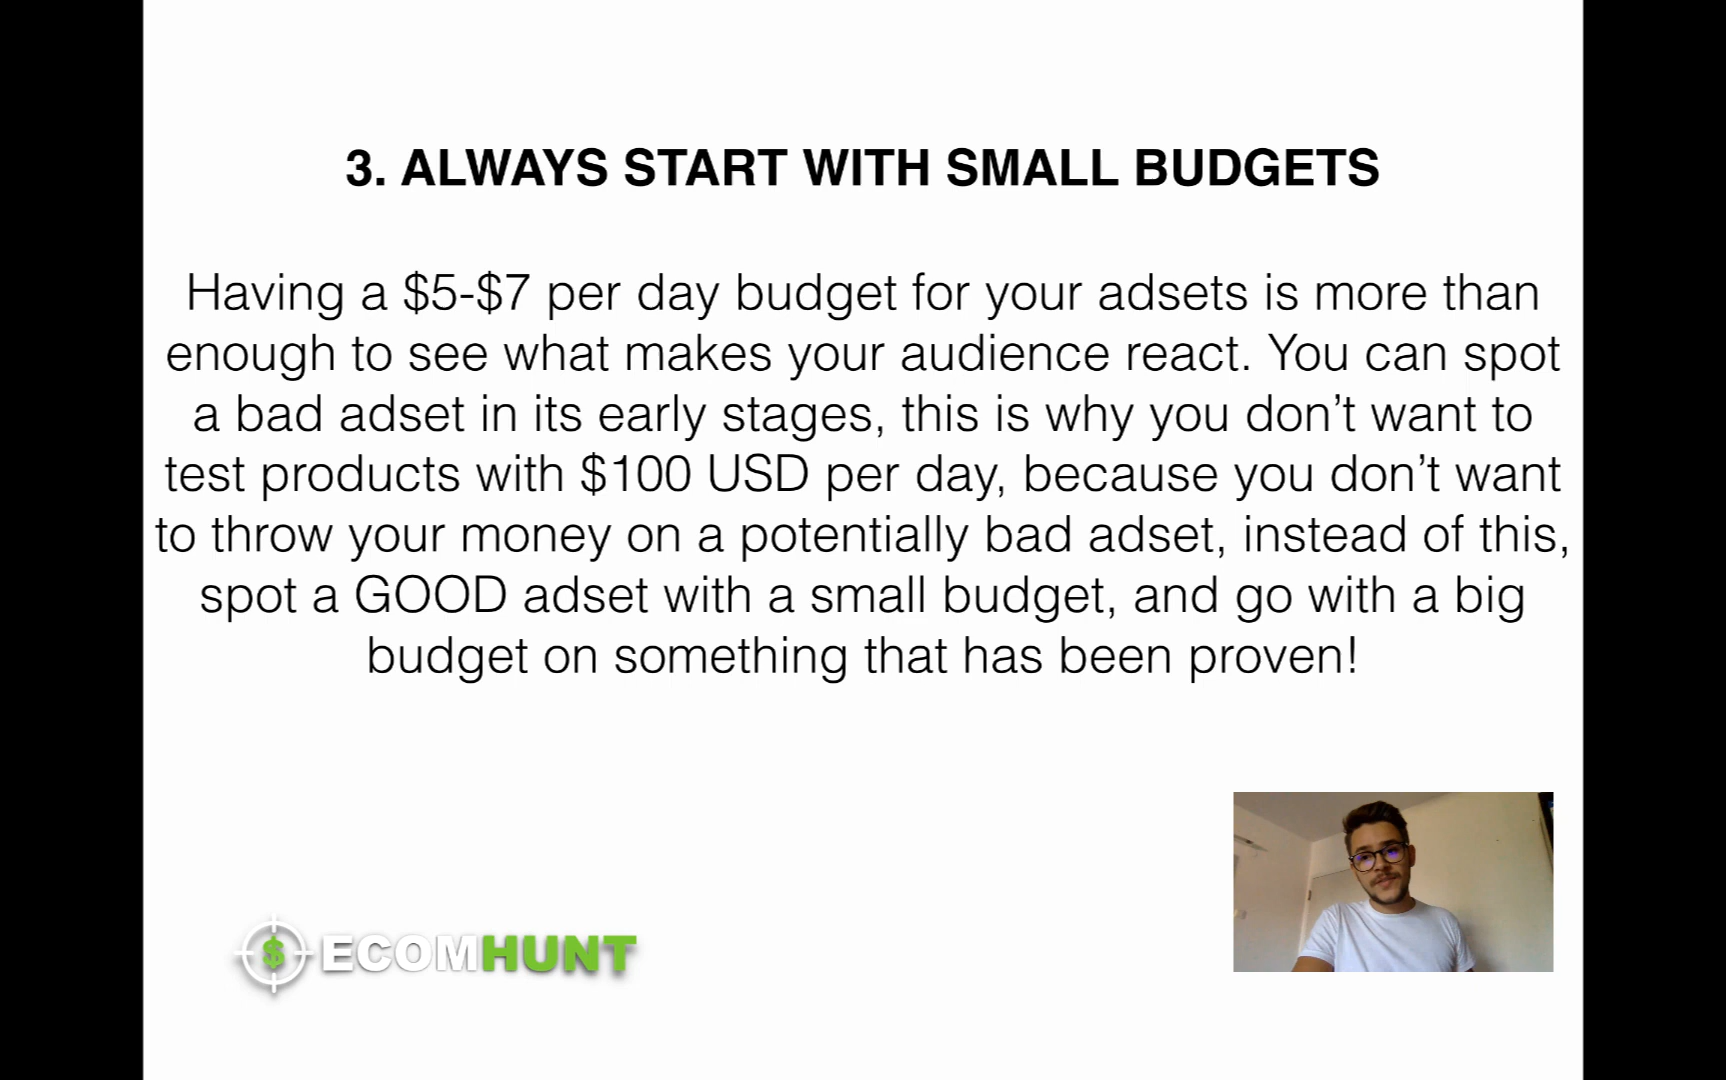 3. ALWAYS START WITH SMALL BUDGETS
Having a $5-$7 per day budget for your adsets is more than
enough to see what makes your audience react. You can spot
a bad adset in its early stages, this is why you don’t want to
test products with $100 USD per day, because you don’t want
to throw your money on a potentially bad adset, instead of this,
spot a GOOD adset with a small budget, and go with a big
budget on something that has been proven!
$ ECOMHUNT